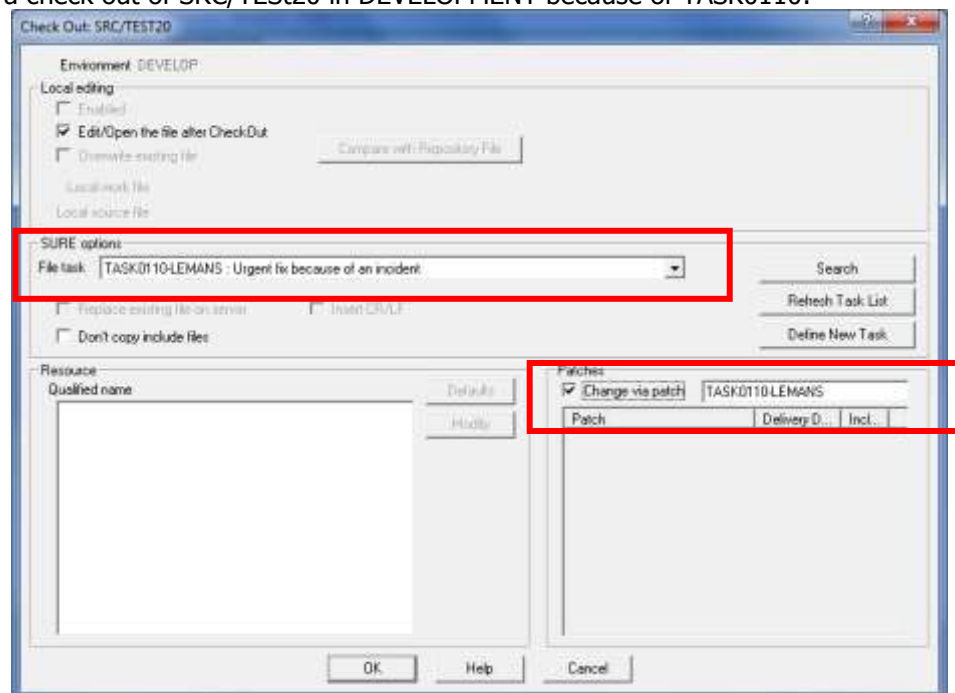 a check out of SRC/TESt20 in DEVELOPMENT because of TASK0110.
Check Out: SRC/TEST20
Environment DEVELOP
Local editing
Enabled
Edit/Open the file after CheckOut
Overwrite existing file
Compare with Repository File
Local work file
Local source file
SURE options
File task TASK0110-LEMANS : Urgent fix because of an incident
Search
Replace existing file on server Insert CR/LF
Refresh Task List
Don't copy include files
Define New Task
Resource
Qualified name
Defaults
Modify
Patches
Change via patch TASK0110-LEMANS
Patch Delivery D... Incl...
OK Help Cancel